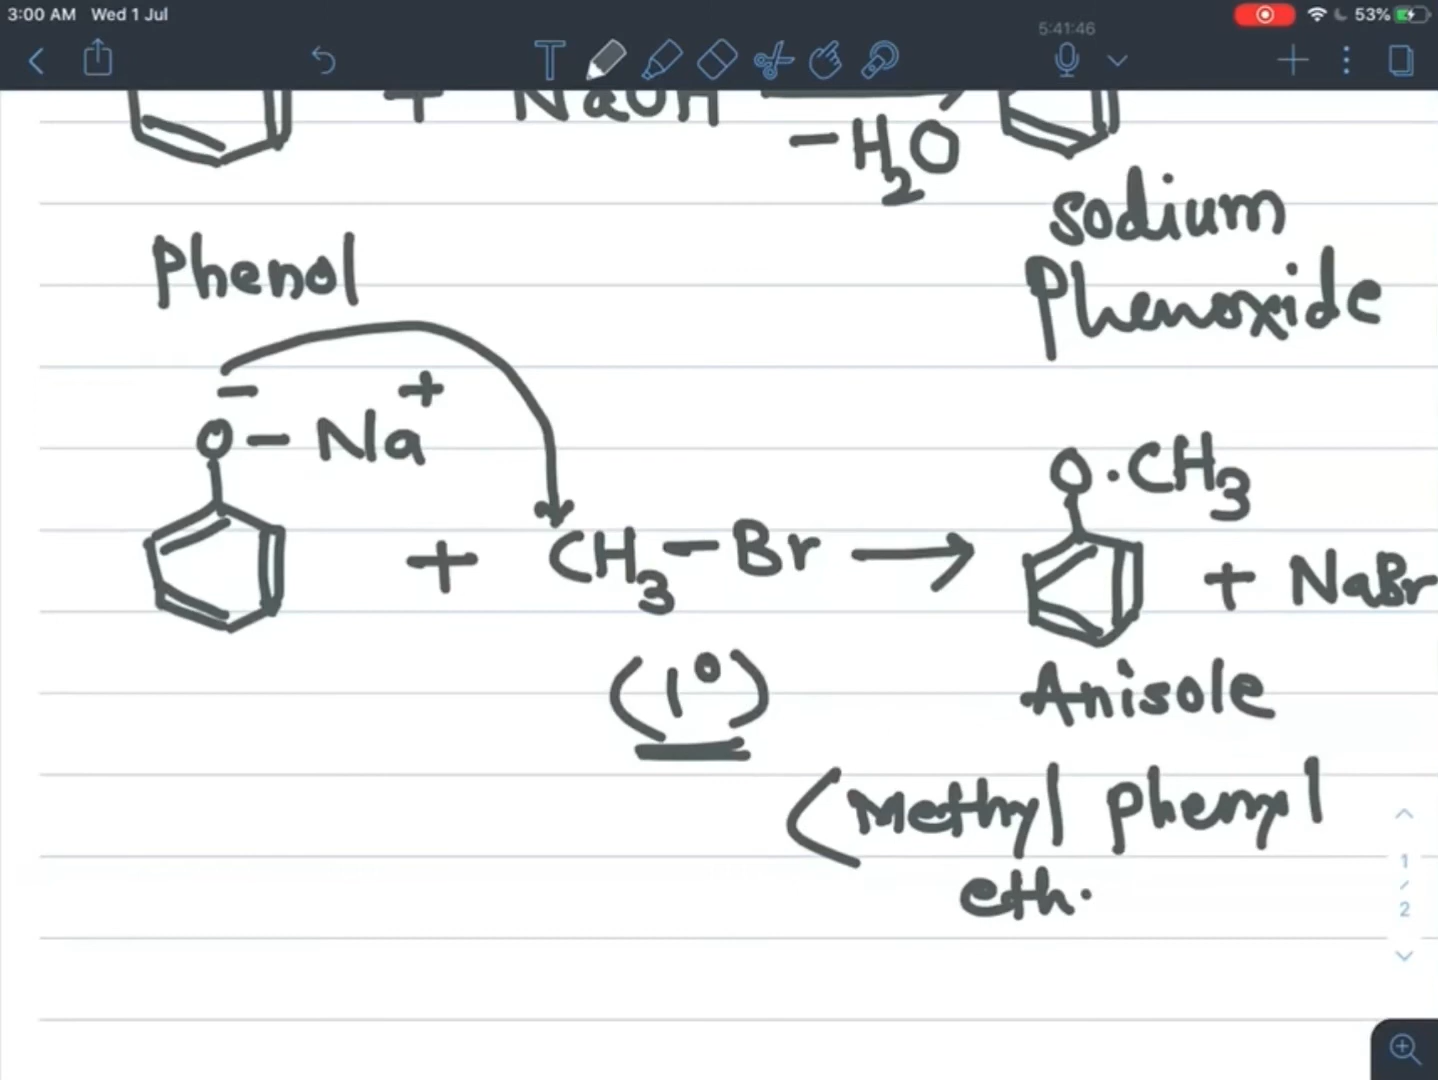 3:00 AM Wed 1 Jul
53%
5:41:46
+ NaOH
-H2O
sodium
Phenoxide
Phenol
O⁻ - Na⁺
+ CH3-Br → O·CH3 + NaBr
(1°)
Anisole
(Methyl phenyl
eth.
1
/
2